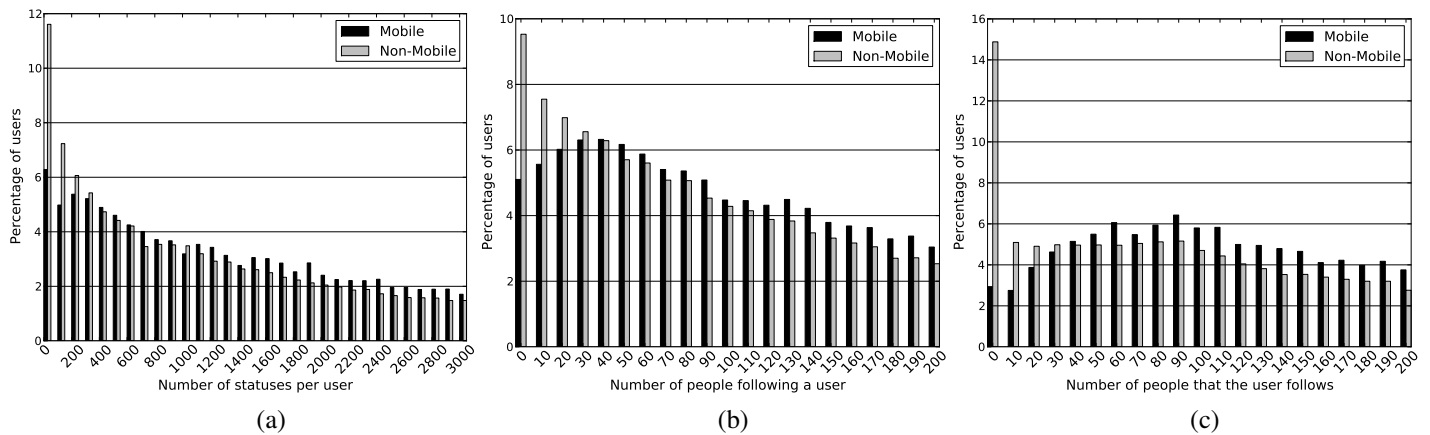 12
10
8
6
4
2
0
Percentage of users
Mobile
Non-Mobile
0 200 400 600 800 1000 1200 1400 1600 1800 2000 2200 2400 2600 2800 3000
Number of statuses per user
(a)
10
8
6
4
2
0
Percentage of users
Mobile
Non-Mobile
0 10 20 30 40 50 60 70 80 90 100 110 120 130 140 150 160 170 180 190 200
Number of people following a user
(b)
16
14
12
10
8
6
4
2
0
Percentage of users
Mobile
Non-Mobile
0 10 20 30 40 50 60 70 80 90 100 110 120 130 140 150 160 170 180 190 200
Number of people that the user follows
(c)